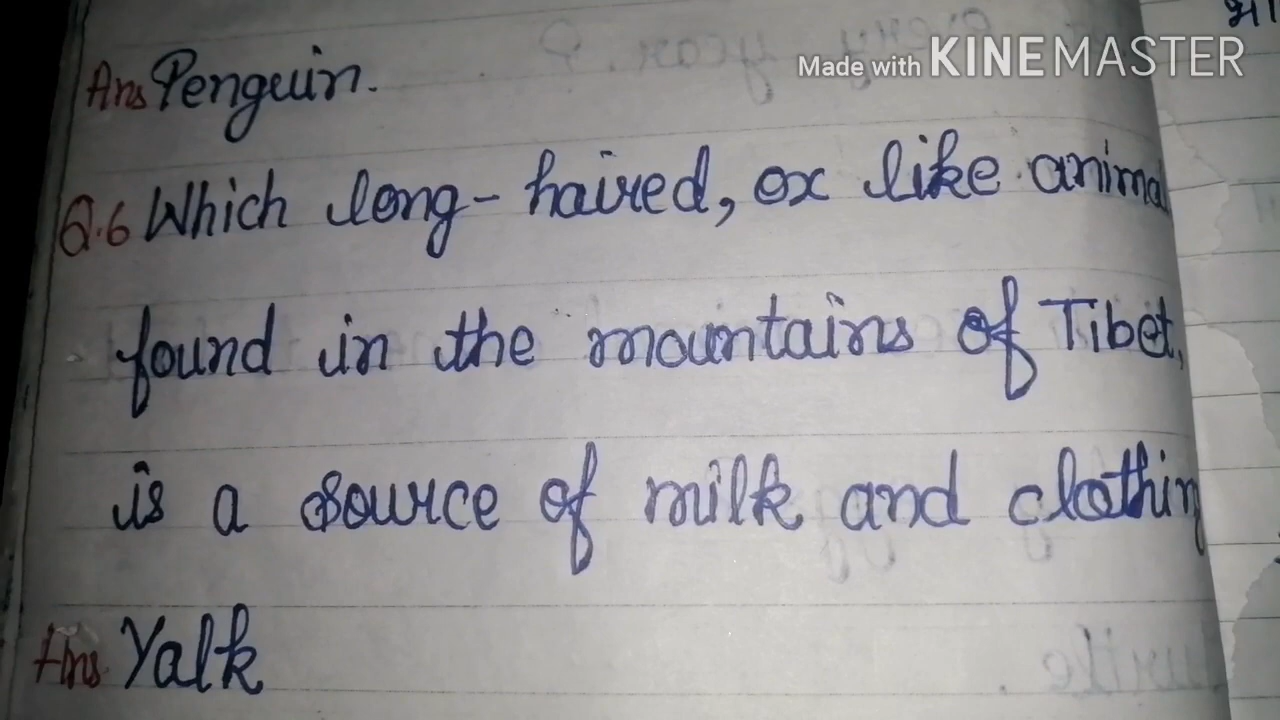 Made with KINEMASTER
Ans Penguin.
Q.6 Which long-haired, ox like anima
found in the mountains of Tibet,
is a source of milk and clothin
Ans Yalk